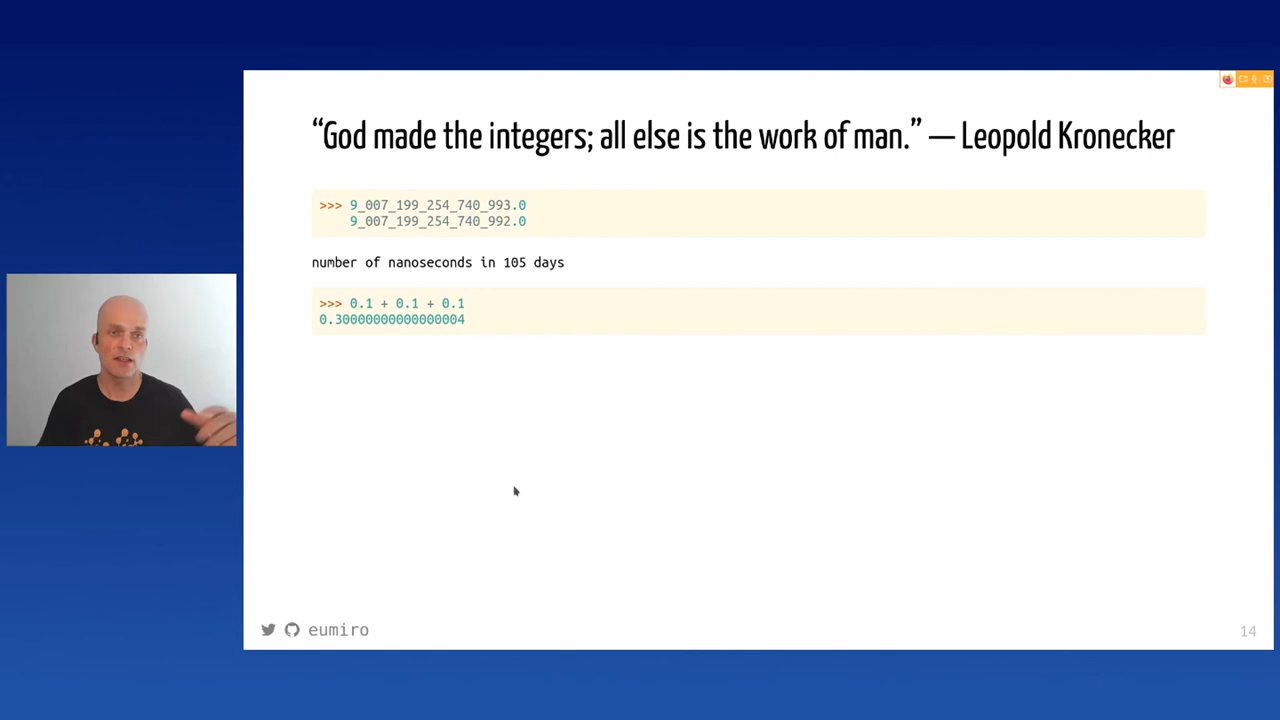 “God made the integers; all else is the work of man.” — Leopold Kronecker
>>> 9_007_199_254_740_993.0
9_007_199_254_740_992.0
number of nanoseconds in 105 days
>>> 0.1 + 0.1 + 0.1
0.30000000000000004
eumiro
14